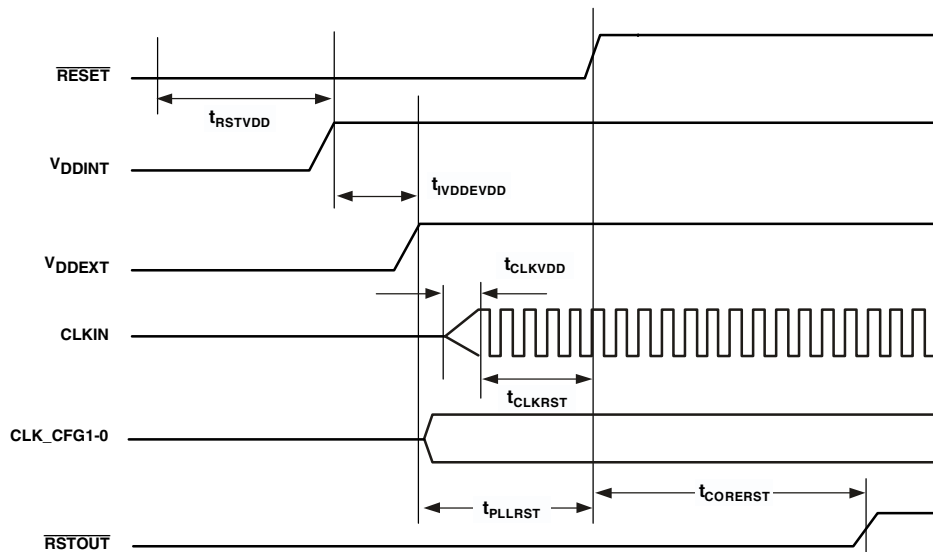 RESET
tRSTVDD
VDDINT
tIVDDEVDD
VDDEXT
tCLKVDD
CLKIN
tCLKRST
CLK_CFG1-0
tCORERST
tPLLRST
RSTOUT